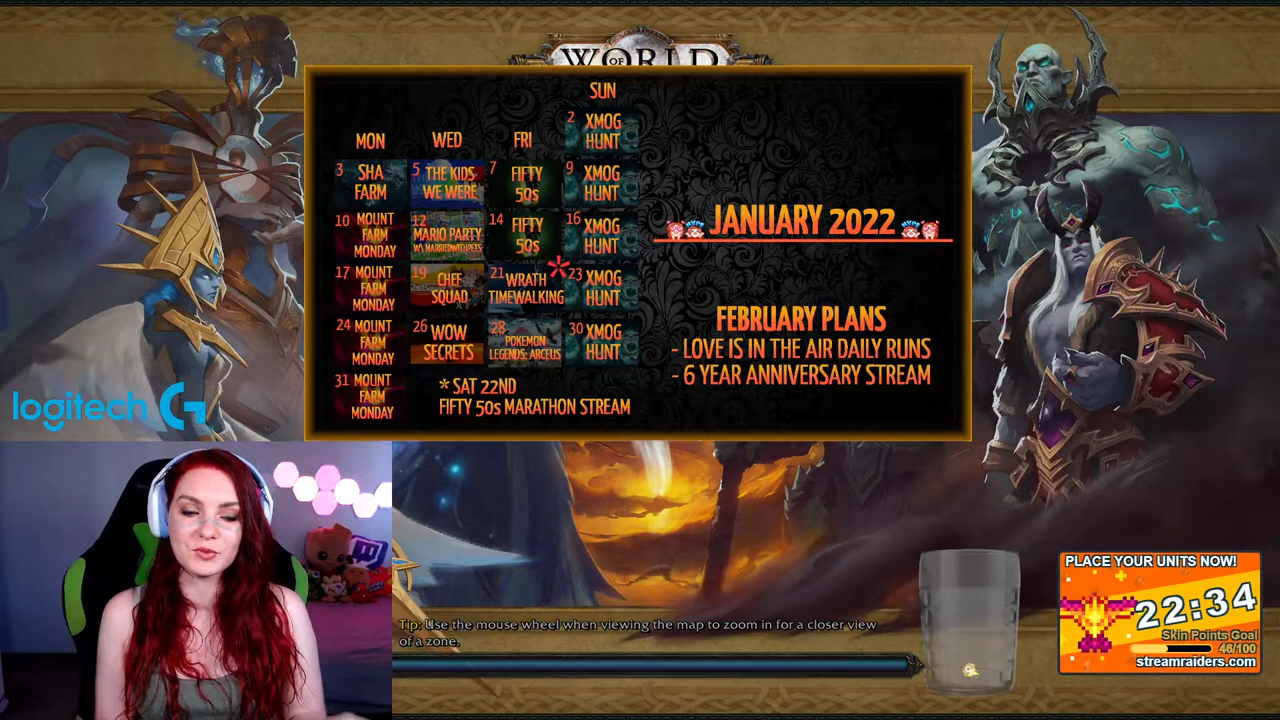 WORLD
OF
SUN
MON
WED
FRI
2 XMOG
HUNT
3 SHA
FARM
5 THE KIDS
WE WERE
7 FIFTY
50s
9 XMOG
HUNT
10 MOUNT
FARM
MONDAY
12
MARIO PARTY
W\ MARRIEDWITHPETS
14 FIFTY
50s
16 XMOG
HUNT
17 MOUNT
FARM
MONDAY
19 CHEF
SQUAD
21 WRATH
TIMEWALKING
*
23 XMOG
HUNT
24 MOUNT
FARM
MONDAY
26 WOW
SECRETS
28
POKEMON
LEGENDS: ARCEUS
30 XMOG
HUNT
31 MOUNT
FARM
MONDAY
* SAT 22ND
FIFTY 50s MARATHON STREAM
HYPE JANUARY 2022 HYPE
FEBRUARY PLANS
- LOVE IS IN THE AIR DAILY RUNS
- 6 YEAR ANNIVERSARY STREAM
logitech G
Tip: Use the mouse wheel when viewing the map to zoom in for a closer view
of a zone.
PLACE YOUR UNITS NOW!
22:34
Skin Points Goal
46/100
streamraiders.com